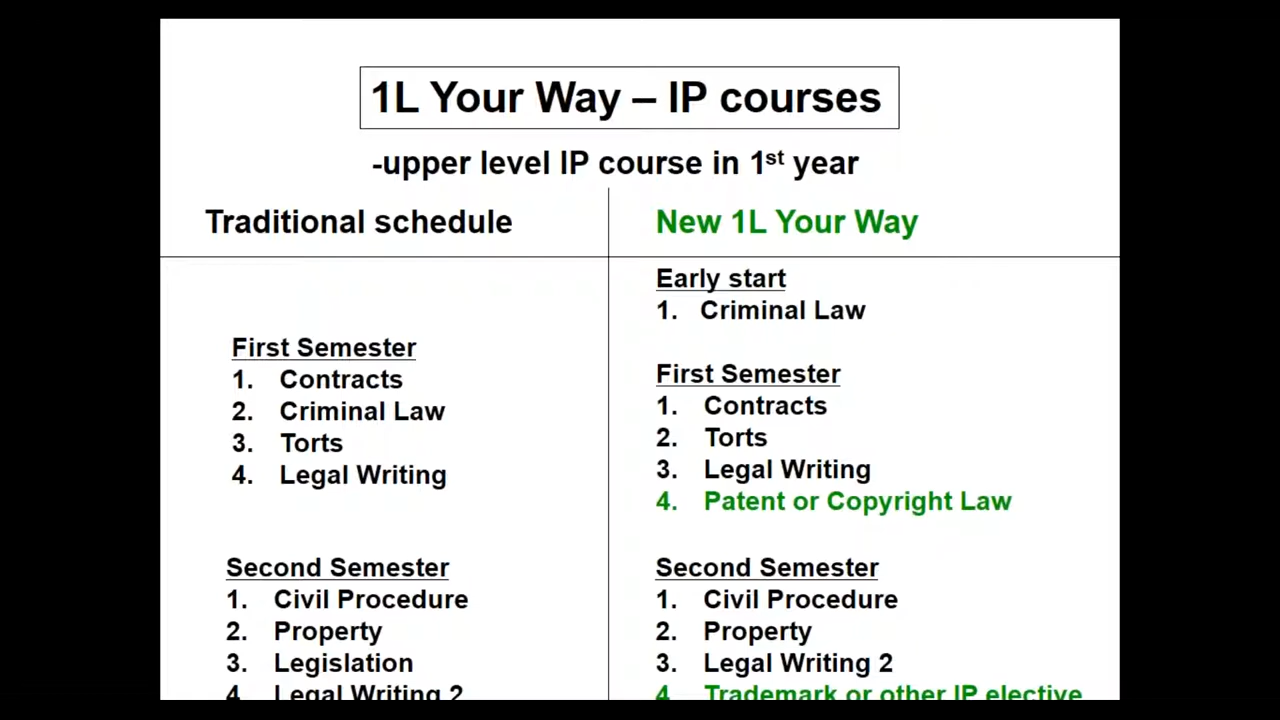 1L Your Way – IP courses
-upper level IP course in 1st year
Traditional schedule
First Semester
1. Contracts
2. Criminal Law
3. Torts
4. Legal Writing
Second Semester
1. Civil Procedure
2. Property
3. Legislation
4. Legal Writing 2
New 1L Your Way
Early start
1. Criminal Law
First Semester
1. Contracts
2. Torts
3. Legal Writing
4. Patent or Copyright Law
Second Semester
1. Civil Procedure
2. Property
3. Legal Writing 2
4. Trademark or other IP elective